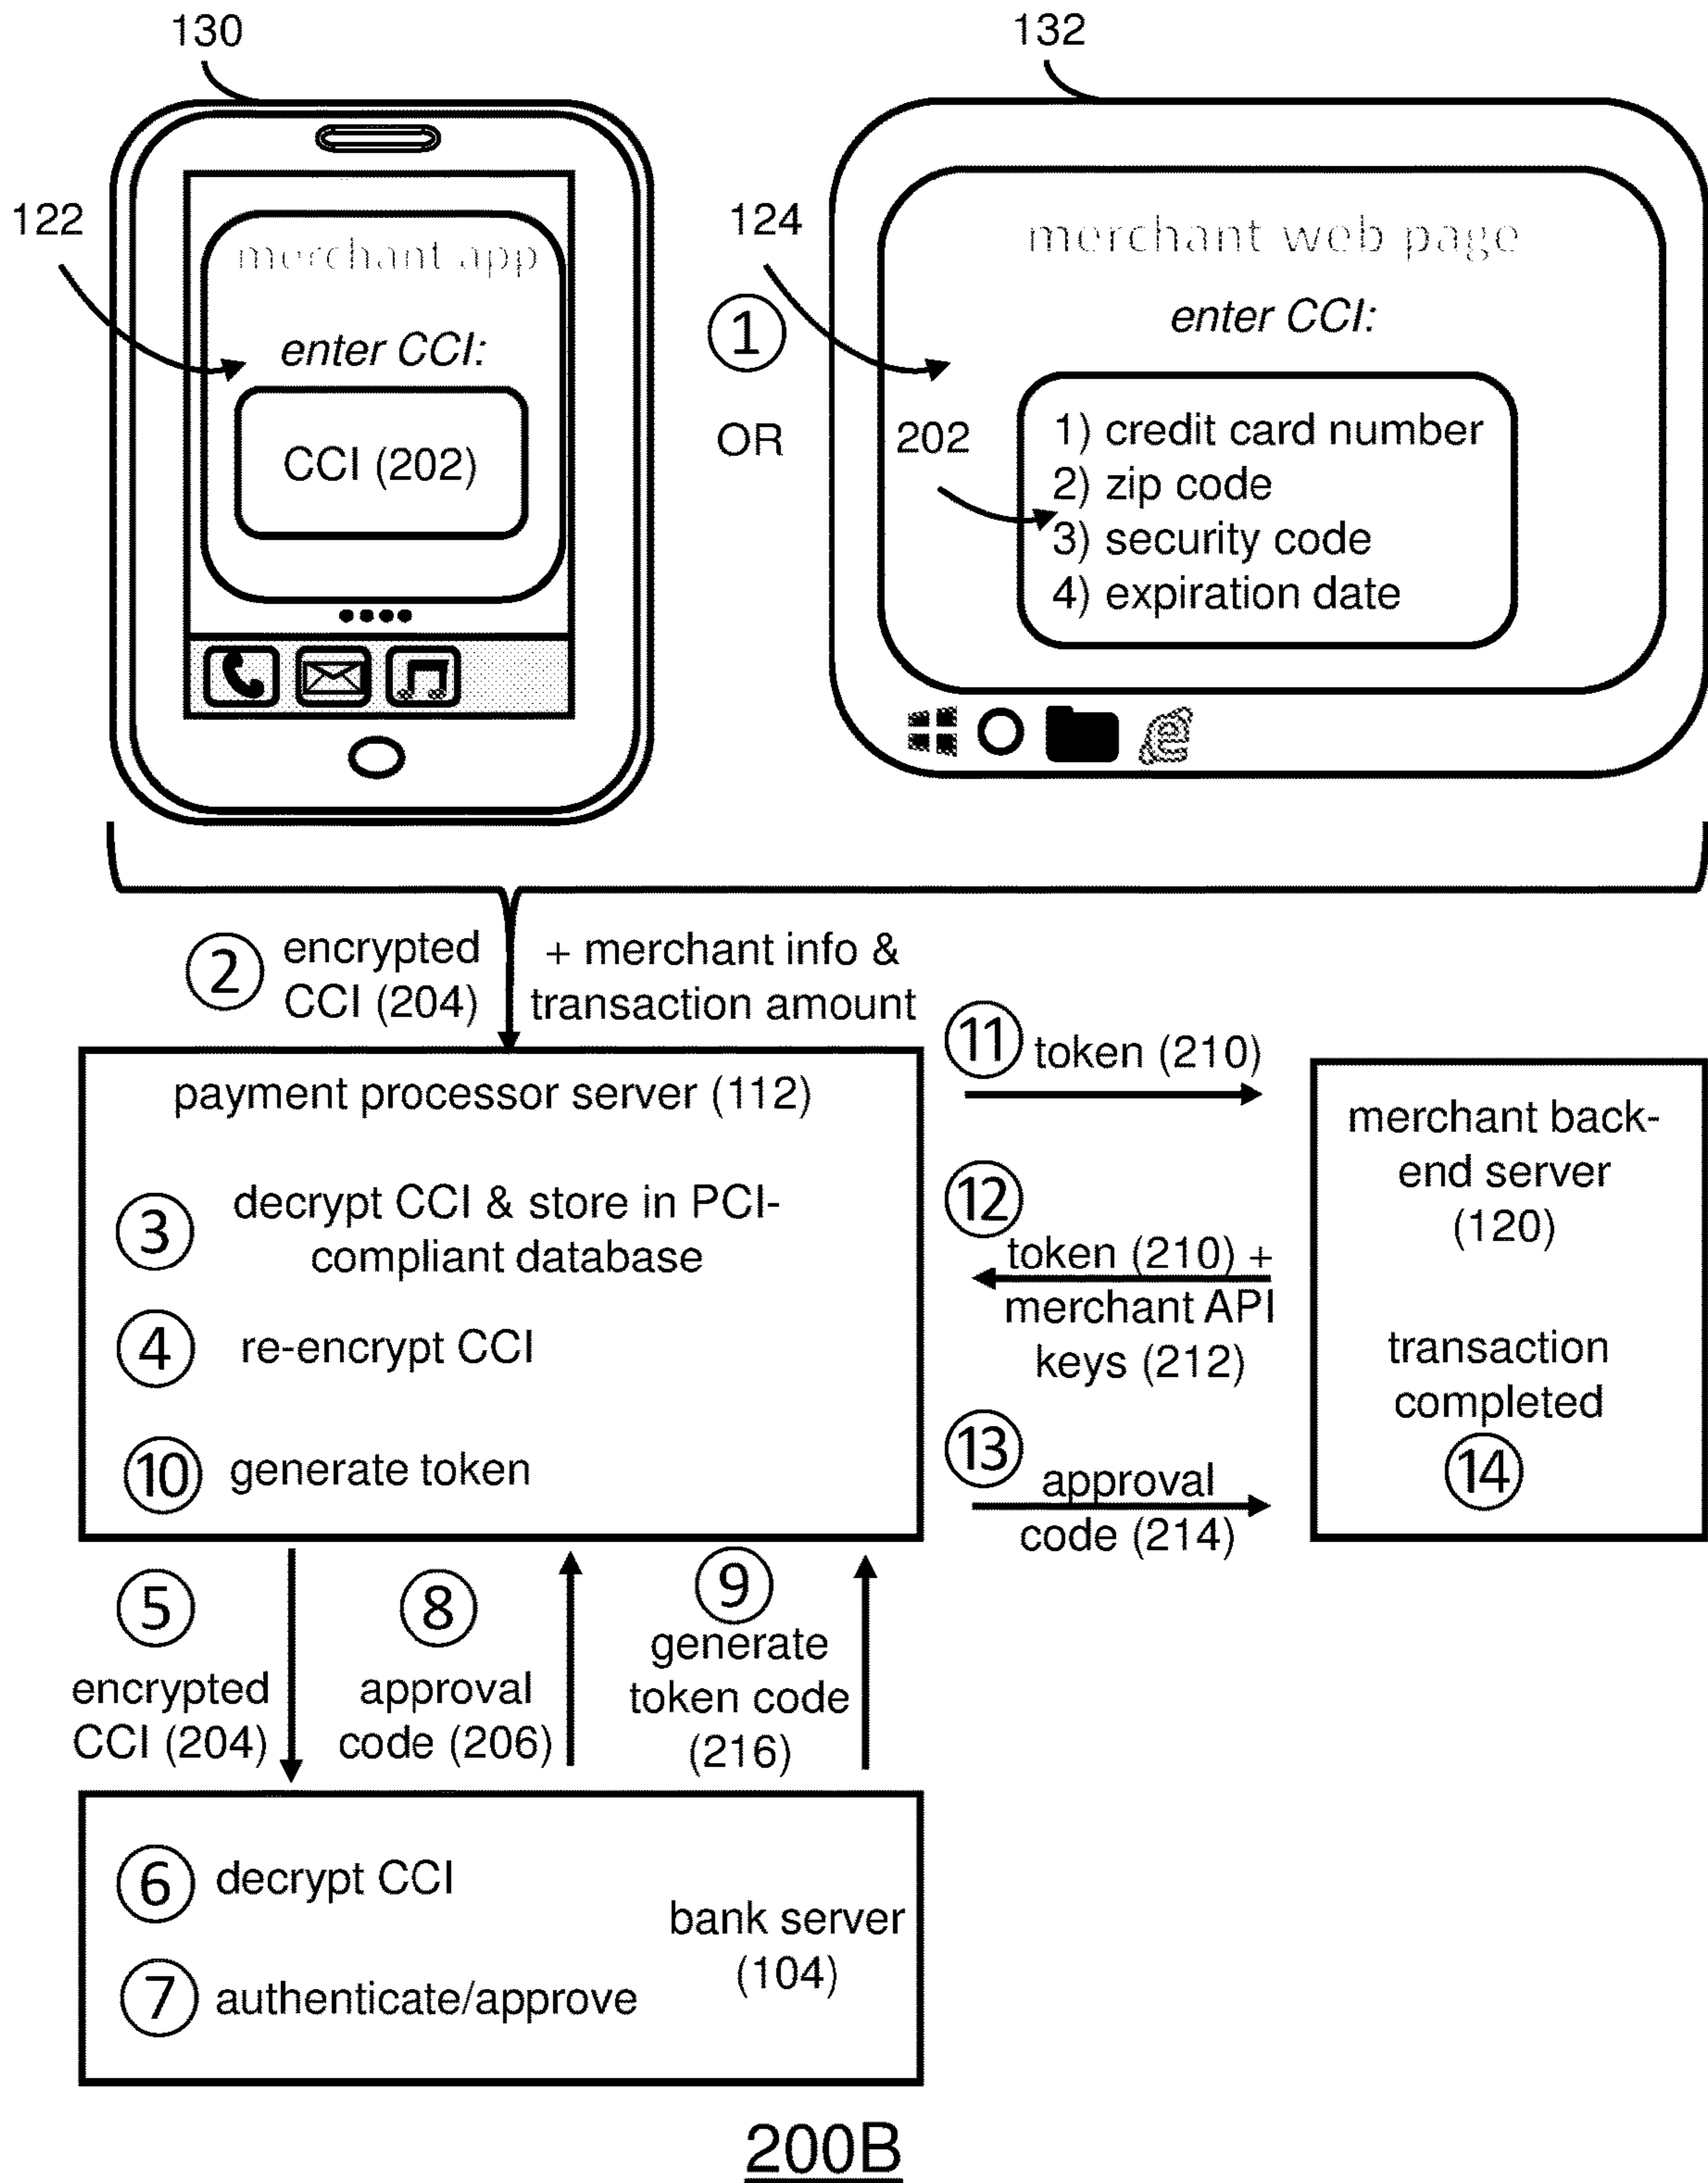 130
132
122
merchant app
enter CCI:
CCI (202)
1
OR
124
merchant web page
enter CCI:
202
1) credit card number
2) zip code
3) security code
4) expiration date
2
encrypted
CCI (204)
+ merchant info &
transaction amount
payment processor server (112)
3
decrypt CCI & store in PCI-
compliant database
4
re-encrypt CCI
10
generate token
11
token (210)
12
token (210) +
merchant API
keys (212)
13
approval
code (214)
merchant back-
end server
(120)
transaction
completed
14
5
encrypted
CCI (204)
8
approval
code (206)
9
generate
token code
(216)
6
decrypt CCI
7
authenticate/approve
bank server
(104)
200B